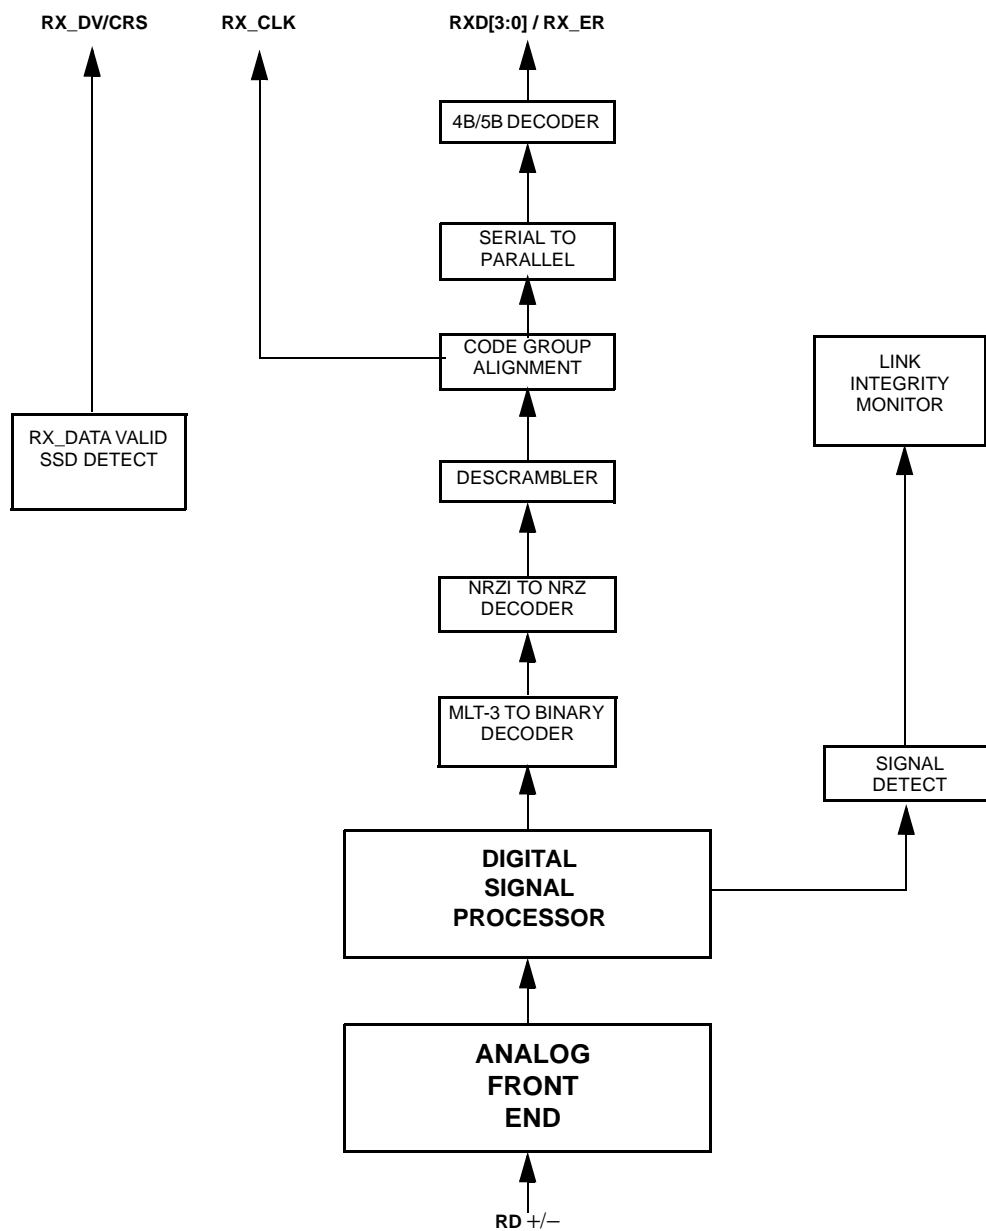 RX_DV/CRS
RX_CLK
RXD[3:0] / RX_ER
4B/5B DECODER
SERIAL TO
PARALLEL
CODE GROUP
ALIGNMENT
LINK
INTEGRITY
MONITOR
RX_DATA VALID
SSD DETECT
DESCRAMBLER
NRZI TO NRZ
DECODER
MLT-3 TO BINARY
DECODER
SIGNAL
DETECT
DIGITAL
SIGNAL
PROCESSOR
ANALOG
FRONT
END
RD +/−